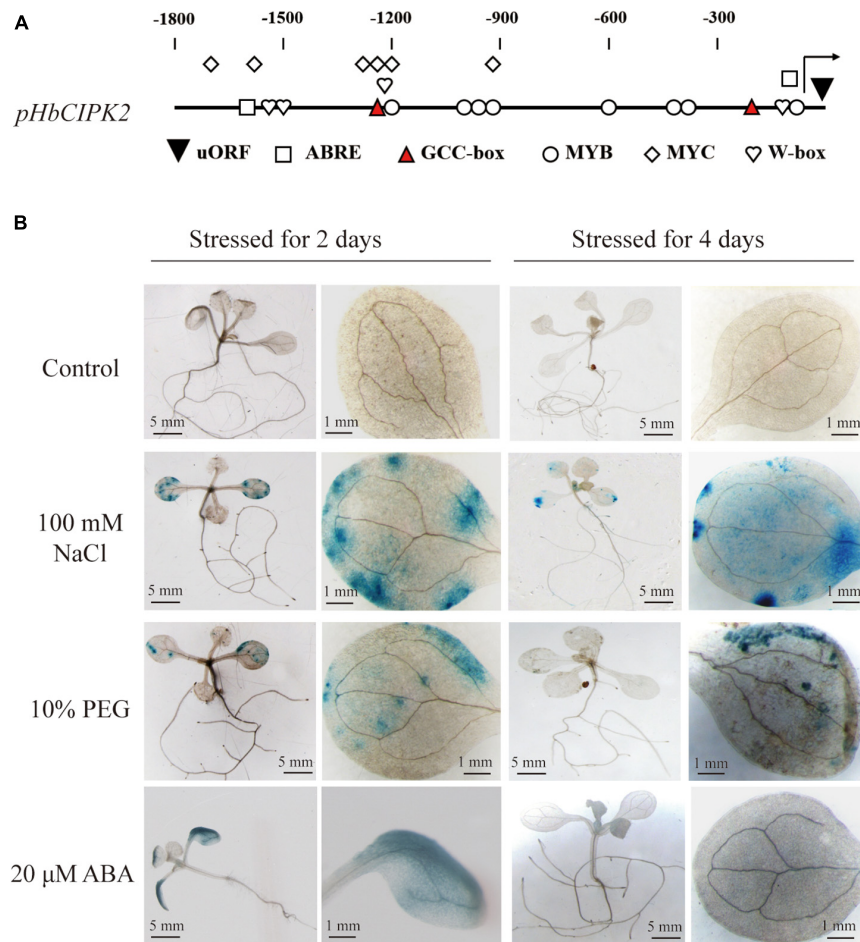 A
-1800 -1500 -1200 -900 -600 -300
pHbCIPK2
uORF ABRE GCC-box MYB MYC W-box
B
Stressed for 2 days Stressed for 4 days
Control
5 mm 1 mm 5 mm 1 mm
100 mM
NaCl
5 mm 1 mm 5 mm 1 mm
10% PEG
5 mm 1 mm 5 mm 1 mm
20 μM ABA
5 mm 1 mm 5 mm 1 mm